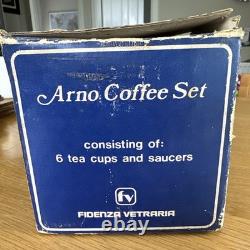 Arno Coffee Set
consisting of:
6 tea cups and saucers
fv
FIDENZA VETRARIA